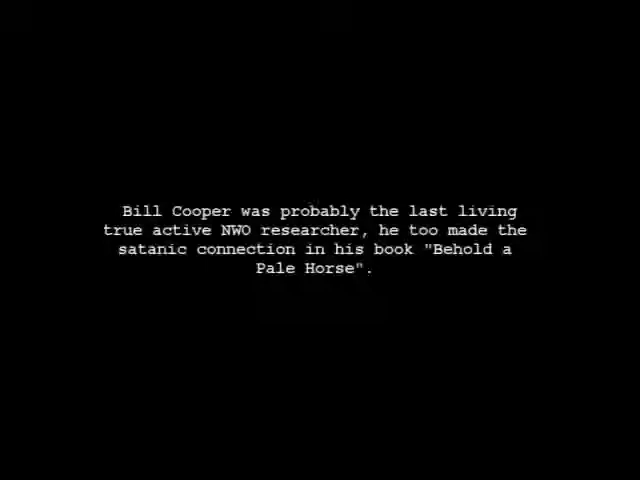 Bill Cooper was probably the last living
true active NWO researcher, he too made the
satanic connection in his book "Behold a
Pale Horse".